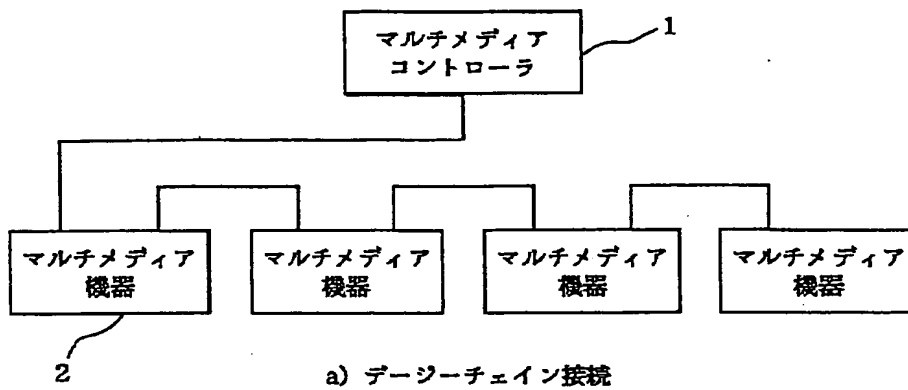 マルチメディア
コントローラ
1
マルチメディア
機器
マルチメディア
機器
マルチメディア
機器
マルチメディア
機器
2
a) デージーチェイン接続